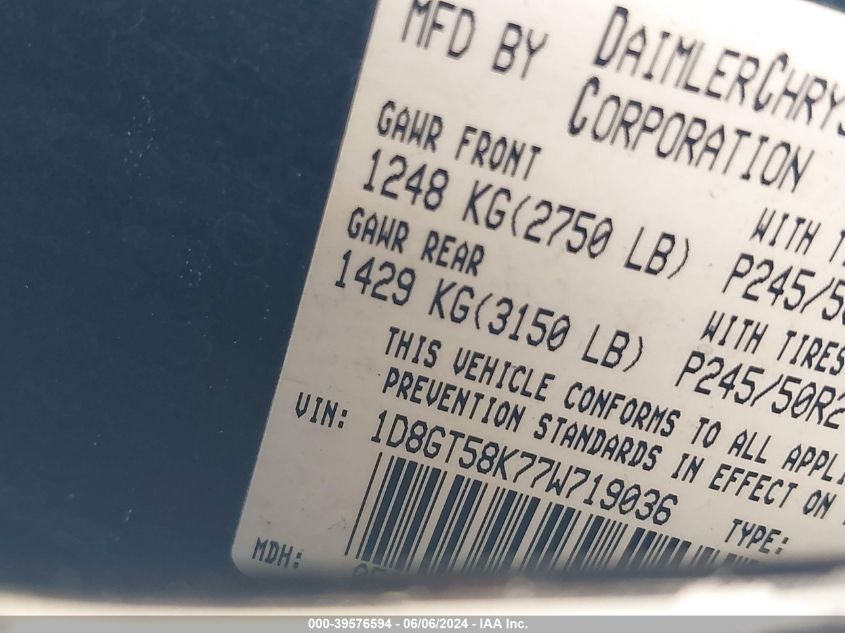 MFD BY DAIMLERCHRYS
CORPORATION
GAWR FRONT WITH
1248 KG(2750 LB) P245/50
GAWR REAR WITH TIRES
1429 KG(3150 LB) P245/50R2
THIS VEHICLE CONFORMS TO ALL APPLI
PREVENTION STANDARDS IN EFFECT ON
VIN: 1D8GT58K77W719036 TYPE:
MDH:
000-39576594 - 06/06/2024 - IAA Inc.